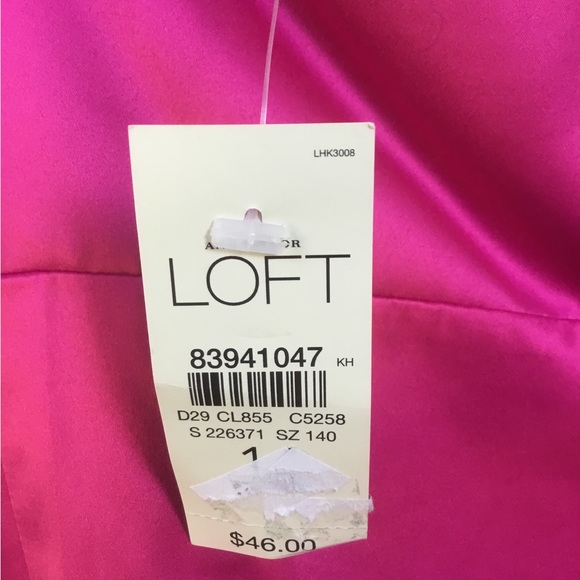 LHK3008
LOFT
83941047 KH
D29 CL855 C5258
S 226371 SZ 140
$46.00